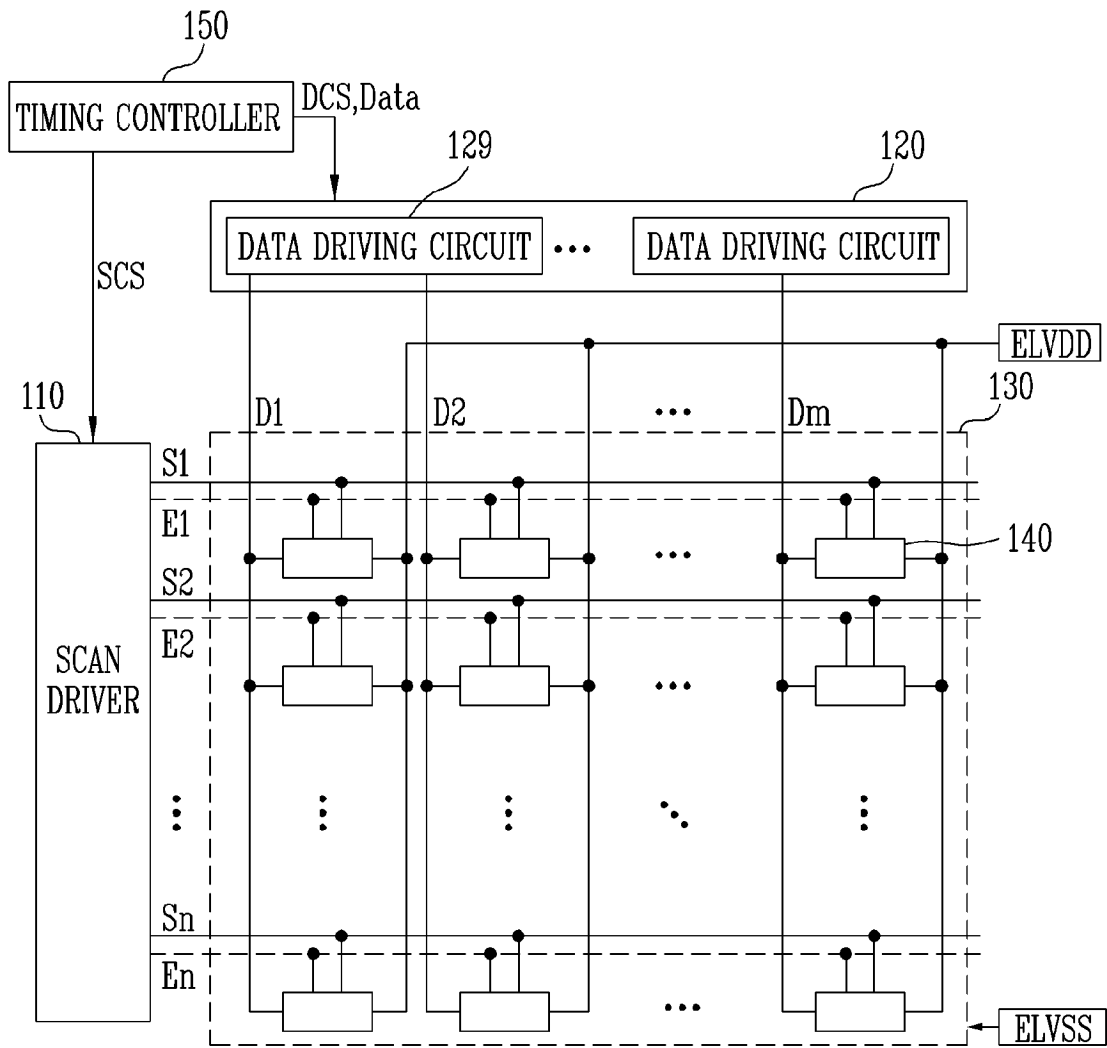 150
TIMING CONTROLLER
DCS,Data
129
120
DATA DRIVING CIRCUIT
DATA DRIVING CIRCUIT
SCS
ELVDD
110
130
D1
D2
Dm
S1
E1
140
S2
E2
SCAN
DRIVER
Sn
En
ELVSS